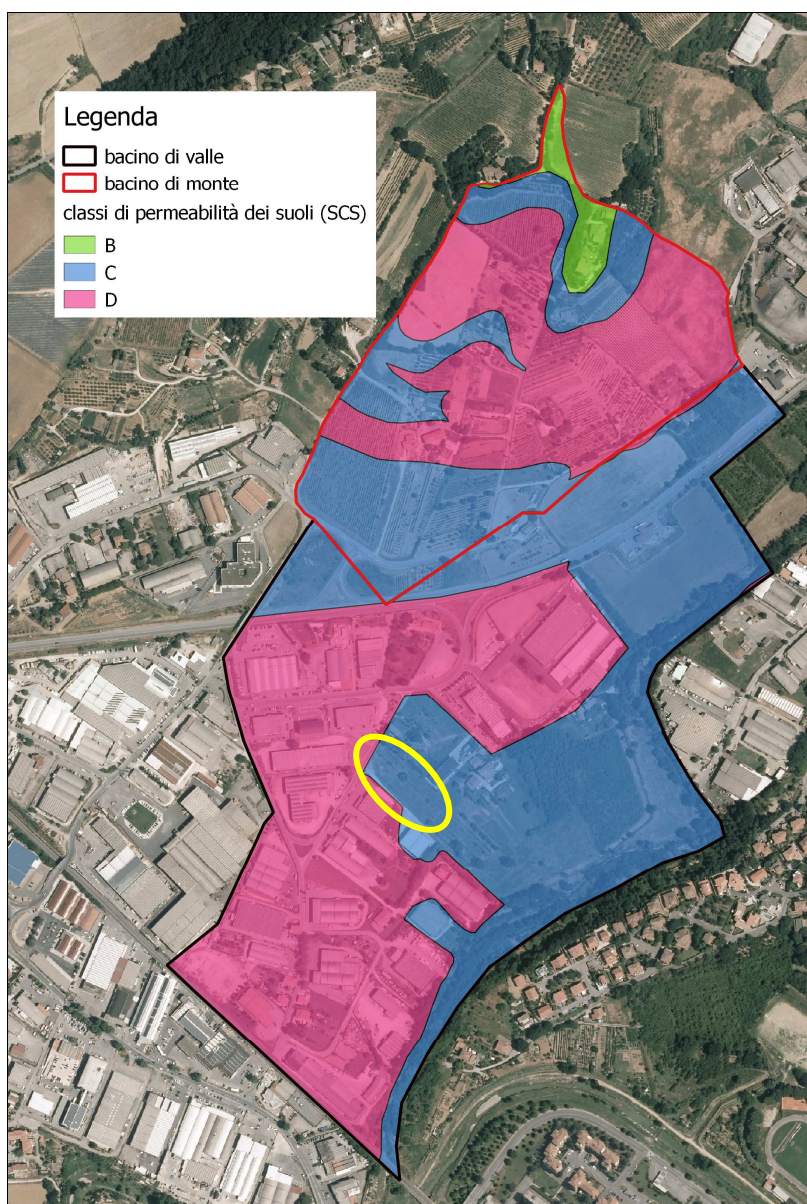 Legenda
bacino di valle
bacino di monte
classi di permeabilità dei suoli (SCS)
B
C
D